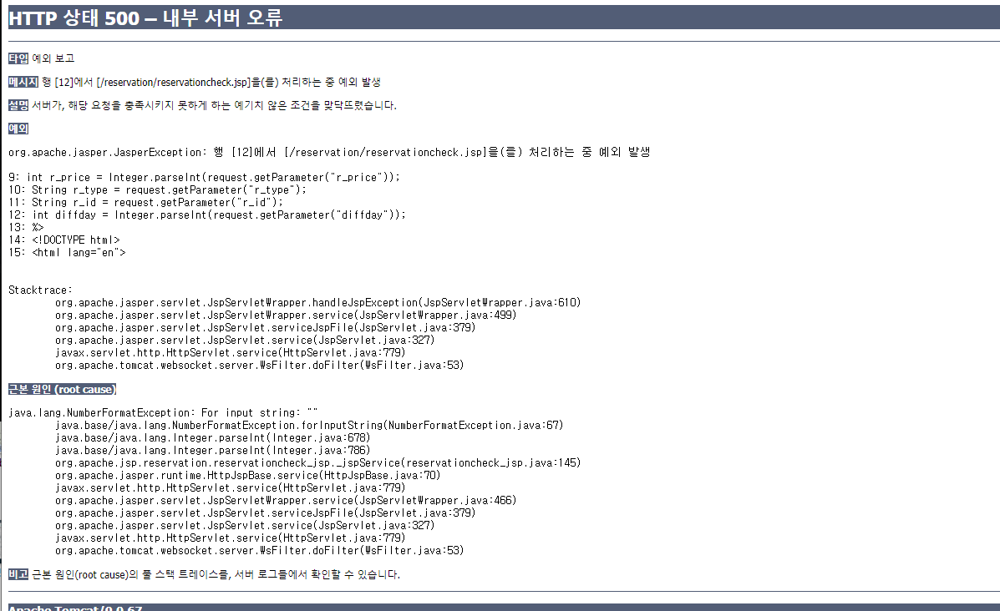 HTTP 상태 500 – 내부 서버 오류
타입 예외 보고
메시지 행 [12]에서 [/reservation/reservationcheck.jsp]을(를) 처리하는 중 예외 발생
설명 서버가, 해당 요청을 충족시키지 못하게 하는 예기치 않은 조건을 맞닥뜨렸습니다.
예외
org.apache.jasper.JasperException: 행 [12]에서 [/reservation/reservationcheck.jsp]을(를) 처리하는 중 예외 발생
9: int r_price = Integer.parseInt(request.getParameter("r_price"));
10: String r_type = request.getParameter("r_type");
11: String r_id = request.getParameter("r_id");
12: int diffday = Integer.parseInt(request.getParameter("diffday"));
13: %>
14: <!DOCTYPE html>
15: <html lang="en">
Stacktrace:
org.apache.jasper.servlet.JspServletWrapper.handleJspException(JspServletWrapper.java:610)
org.apache.jasper.servlet.JspServletWrapper.service(JspServletWrapper.java:499)
org.apache.jasper.servlet.JspServlet.serviceJspFile(JspServlet.java:379)
org.apache.jasper.servlet.JspServlet.service(JspServlet.java:327)
javax.servlet.http.HttpServlet.service(HttpServlet.java:779)
org.apache.tomcat.websocket.server.WsFilter.doFilter(WsFilter.java:53)
근본 원인 (root cause)
java.lang.NumberFormatException: For input string: ""
java.base/java.lang.NumberFormatException.forInputString(NumberFormatException.java:67)
java.base/java.lang.Integer.parseInt(Integer.java:678)
java.base/java.lang.Integer.parseInt(Integer.java:786)
org.apache.jsp.reservation.reservationcheck_jsp._jspService(reservationcheck_jsp.java:145)
org.apache.jasper.runtime.HttpJspBase.service(HttpJspBase.java:70)
javax.servlet.http.HttpServlet.service(HttpServlet.java:779)
org.apache.jasper.servlet.JspServletWrapper.service(JspServletWrapper.java:466)
org.apache.jasper.servlet.JspServlet.serviceJspFile(JspServlet.java:379)
org.apache.jasper.servlet.JspServlet.service(JspServlet.java:327)
javax.servlet.http.HttpServlet.service(HttpServlet.java:779)
org.apache.tomcat.websocket.server.WsFilter.doFilter(WsFilter.java:53)
비고 근본 원인(root cause)의 풀 스택 트레이스를, 서버 로그들에서 확인할 수 있습니다.
Apache Tomcat/9.0.67